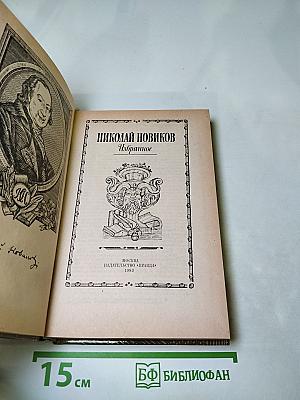 НИКОЛАЙ НОВИКОВ
Избранное
МОСКВА
ИЗДАТЕЛЬСТВО «ПРАВДА»
1983
15 см
БФ БИБЛИОФАН